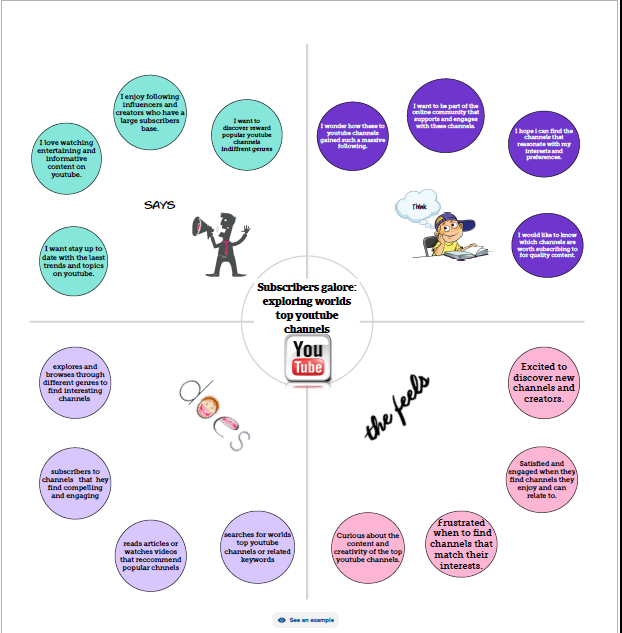 I enjoy following
influencers and
creators who have a
large subscribers
base.
I want to
discover reward
popular youtube
channels
indiffrent genres
I love watching
entertaining and
informative
content on
youtube.
SAYS
I want stay up to
date with the laest
trends and topics
on youtube.
I wonder how thess to
youtube channels
gained such a massive
following.
I want to be part of the
online community that
supports and engages
with these channels.
I hope i can find the
channels that
reasonate with my
interests and
preferences.
Think
I would like to know
which channels are
worth subscribing to
for quality content.
Subscribers galore:
exploring worlds
top youtube
channels
You
Tube
explores and
browses through
different genres to
find interesting
channels
subscribers to
channels that hey
find compelling
and engaging
reads articles or
watches videos
that reccommend
popular chnnels
searches for worlds
top youtube
channels or related
keywords
the feels
Excited to
discover new
channels and
creators.
Satisfied and
engaged when they
find channels they
enjoy and can
relate to.
Curious about the
content and
creativity of the top
youtube channels.
Frustrated
when to find
channels that
match their
interests.
See an example